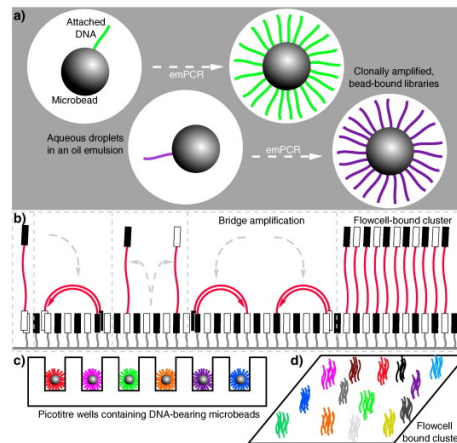 a)
Attached
DNA
emPCR
Microbead
Clonally amplified,
bead-bound libraries
Aqueous droplets
in an oil emulsion
emPCR
b)
Bridge amplification
Flowcell-bound cluster
c)
Picotitre wells containing DNA-bearing microbeads
d)
Flowcell
bound cluste